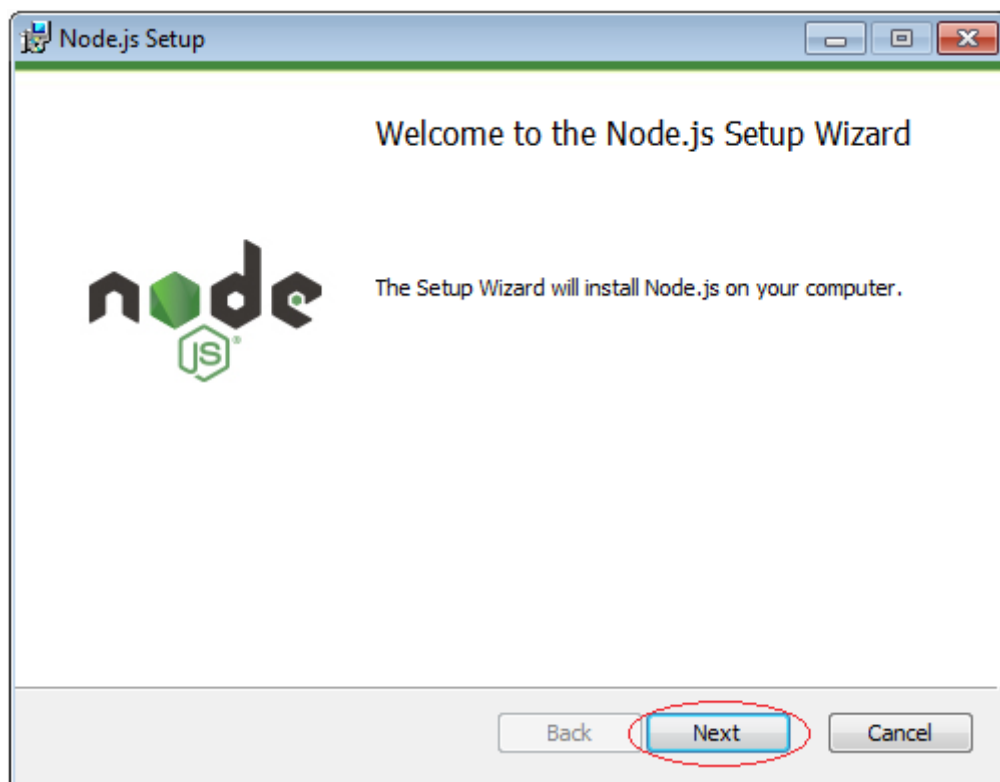 Node.js Setup
Welcome to the Node.js Setup Wizard
node
JS®
The Setup Wizard will install Node.js on your computer.
Back Next Cancel